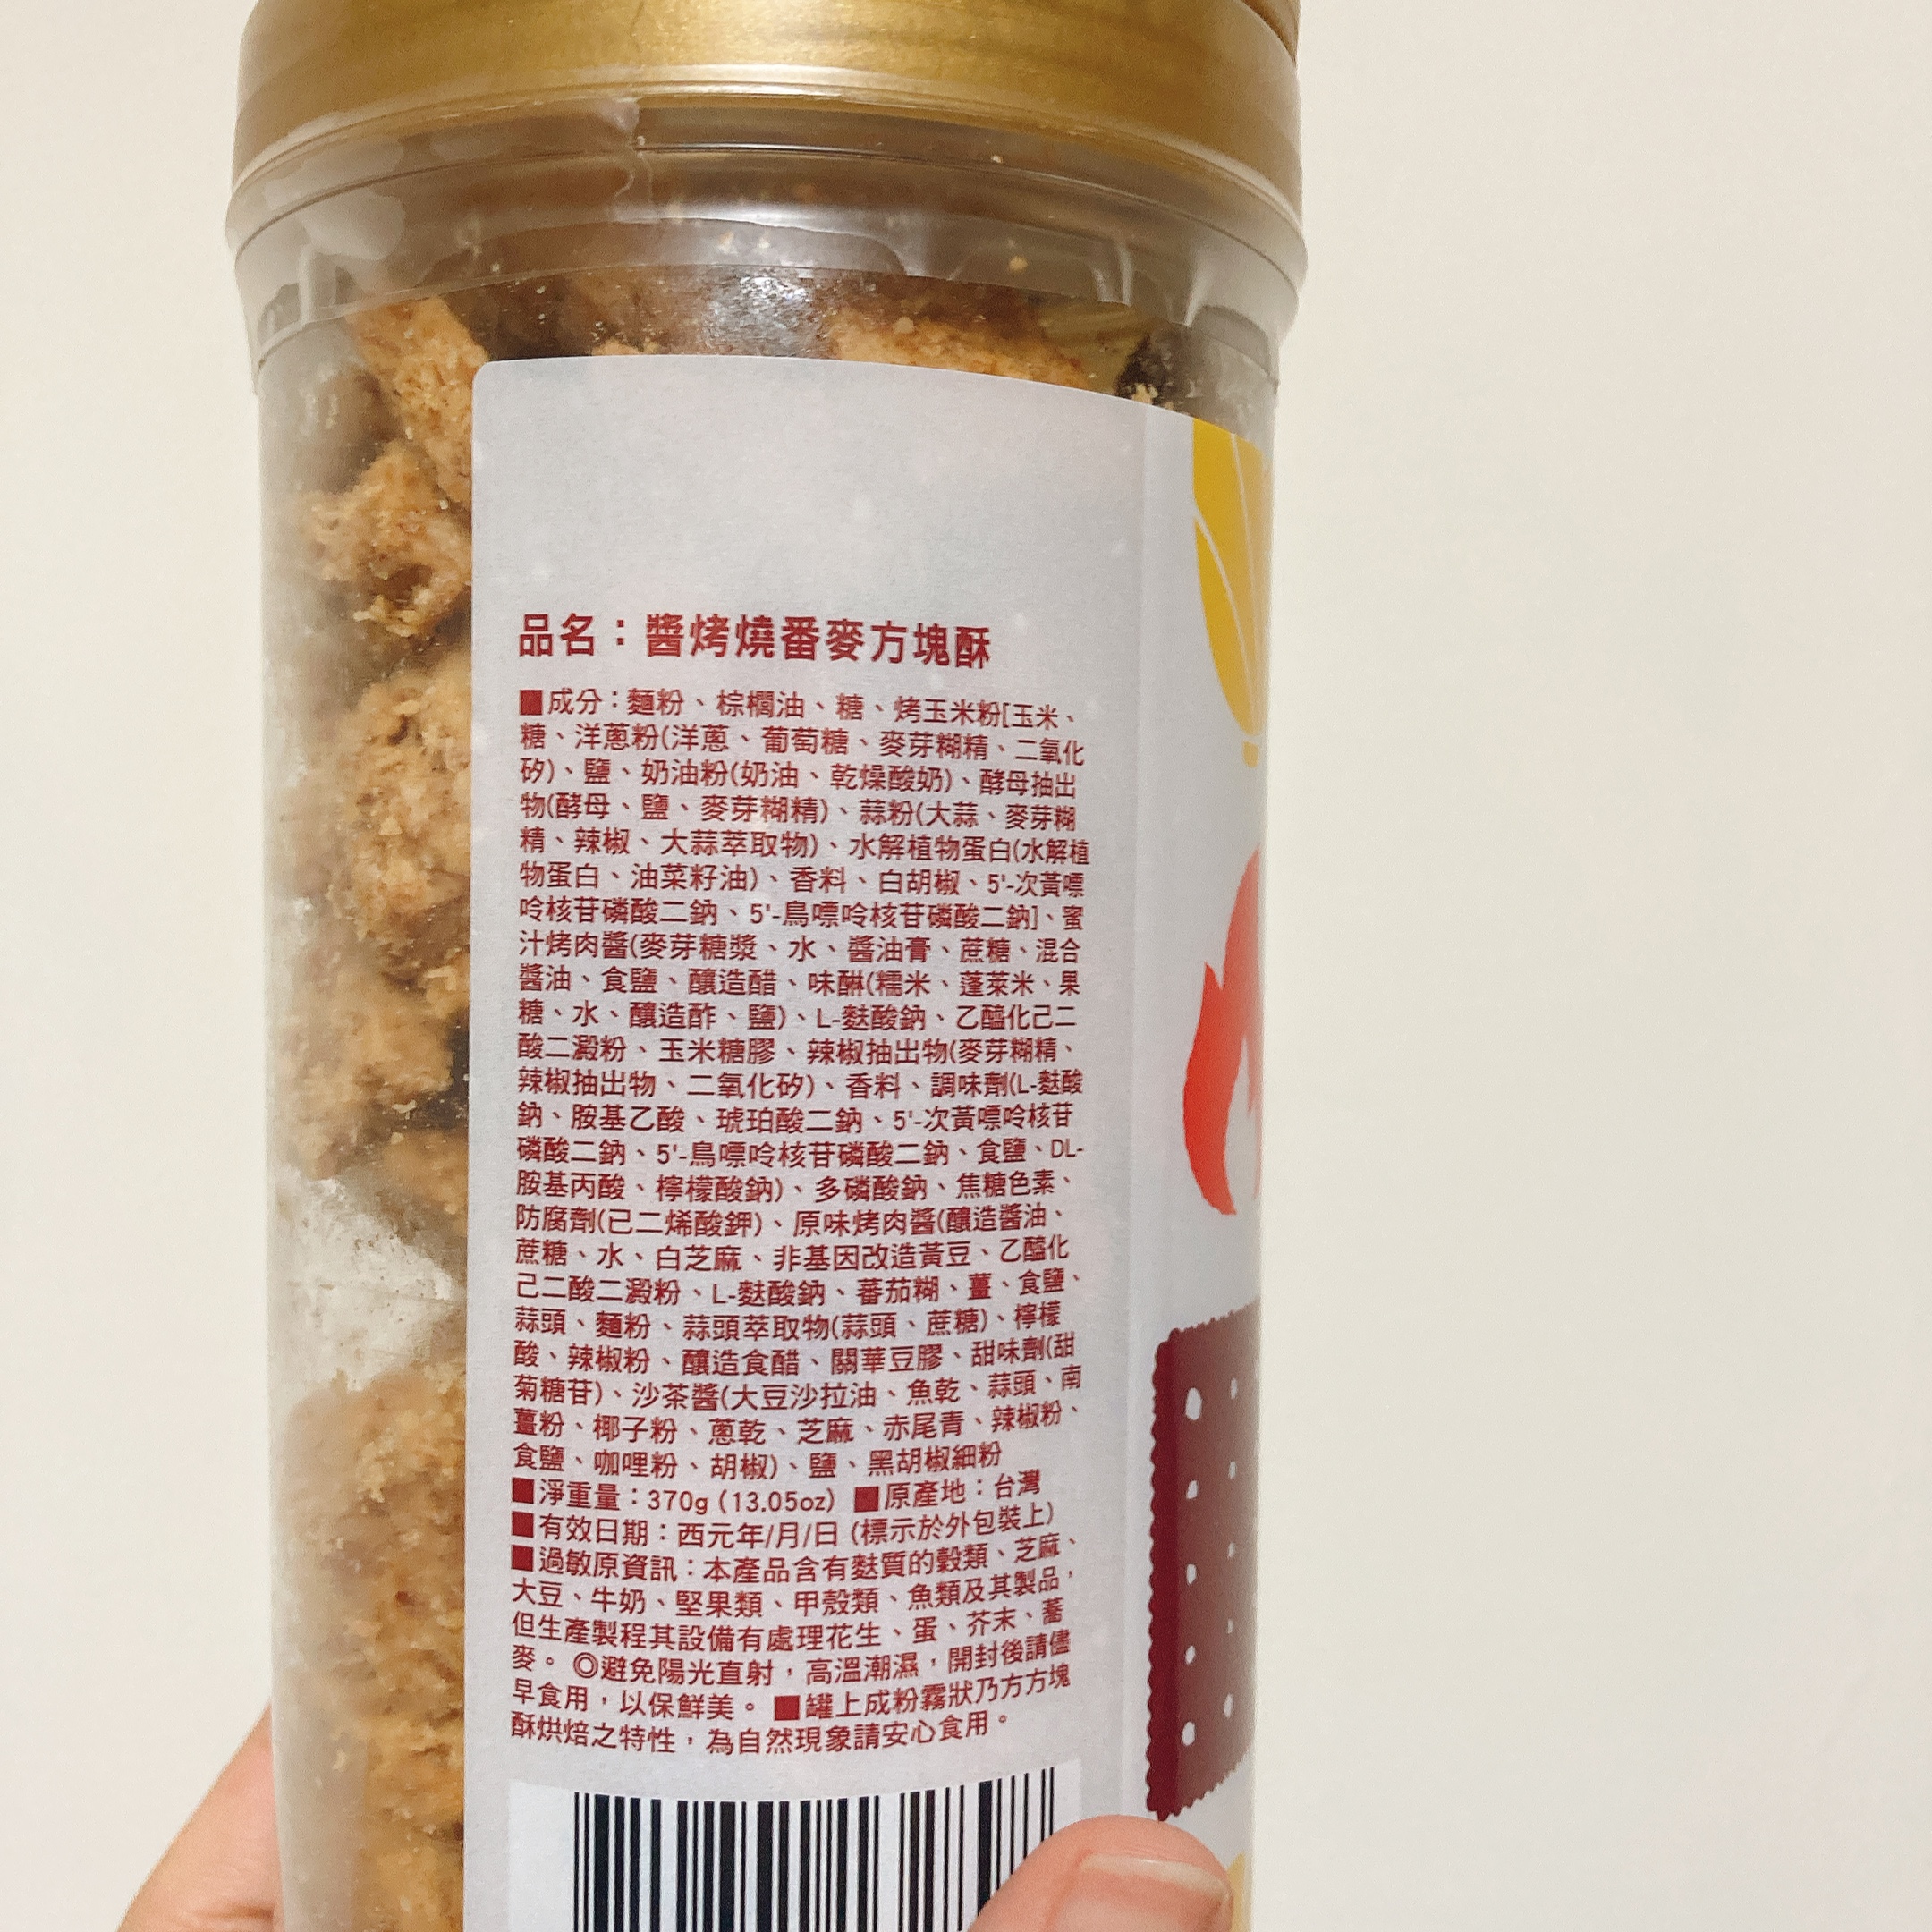 品名：醬烤燒番麥方塊酥
■成分：麵粉、棕櫚油、糖、烤玉米粉[玉米、
糖、洋蔥粉(洋蔥、葡萄糖、麥芽糊精、二氧化
矽)、鹽、奶油粉(奶油、乾燥酸奶)、酵母抽出
物(酵母、鹽、麥芽糊精)、蒜粉(大蒜、麥芽糊
精、辣椒、大蒜萃取物)、水解植物蛋白(水解植
物蛋白、油菜籽油)、香料、白胡椒、5'-次黃嘌
呤核苷磷酸二鈉、5'-鳥嘌呤核苷磷酸二鈉]、蜜
汁烤肉醬(麥芽糖漿、水、醬油膏、蔗糖、混合
醬油、食鹽、釀造醋、味醂(糯米、蓬萊米、果
糖、水、釀造酢、鹽)、L-麩酸鈉、乙醯化己二
酸二澱粉、玉米糖膠、辣椒抽出物(麥芽糊精、
辣椒抽出物、二氧化矽)、香料、調味劑(L-麩酸
鈉、胺基乙酸、琥珀酸二鈉、5'-次黃嘌呤核苷
磷酸二鈉、5'-鳥嘌呤核苷磷酸二鈉、食鹽、DL-
胺基丙酸、檸檬酸鈉)、多磷酸鈉、焦糖色素、
防腐劑(己二烯酸鉀)、原味烤肉醬(釀造醬油、
蔗糖、水、白芝麻、非基因改造黃豆、乙醯化
己二酸二澱粉、L-麩酸鈉、蕃茄糊、薑、食鹽、
蒜頭、麵粉、蒜頭萃取物(蒜頭、蔗糖)、檸檬
酸、辣椒粉、釀造食醋、關華豆膠、甜味劑(甜
菊糖苷)、沙茶醬(大豆沙拉油、魚乾、蒜頭、南
薑粉、椰子粉、蔥乾、芝麻、赤尾青、辣椒粉、
食鹽、咖哩粉、胡椒)、鹽、黑胡椒細粉
■淨重量：370g (13.05oz) ■原產地：台灣
■有效日期：西元年/月/日 (標示於外包裝上)
■過敏原資訊：本產品含有麩質的穀類、芝麻、
大豆、牛奶、堅果類、甲殼類、魚類及其製品，
但生產製程其設備有處理花生、蛋、芥末、蕎
麥。◎避免陽光直射，高溫潮濕，開封後請儘
早食用，以保鮮美。■罐上成粉霧狀乃方方塊
酥烘焙之特性，為自然現象請安心食用。